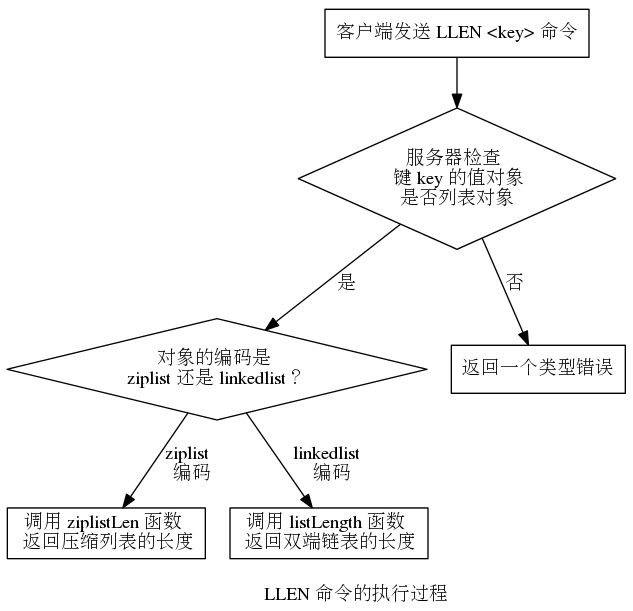 客户端发送 LLEN <key> 命令
服务器检查
键 key 的值对象
是否列表对象
是
否
对象的编码是
ziplist 还是 linkedlist ?
返回一个类型错误
ziplist
编码
linkedlist
编码
调用 ziplistLen 函数
返回压缩列表的长度
调用 listLength 函数
返回双端链表的长度
LLEN 命令的执行过程